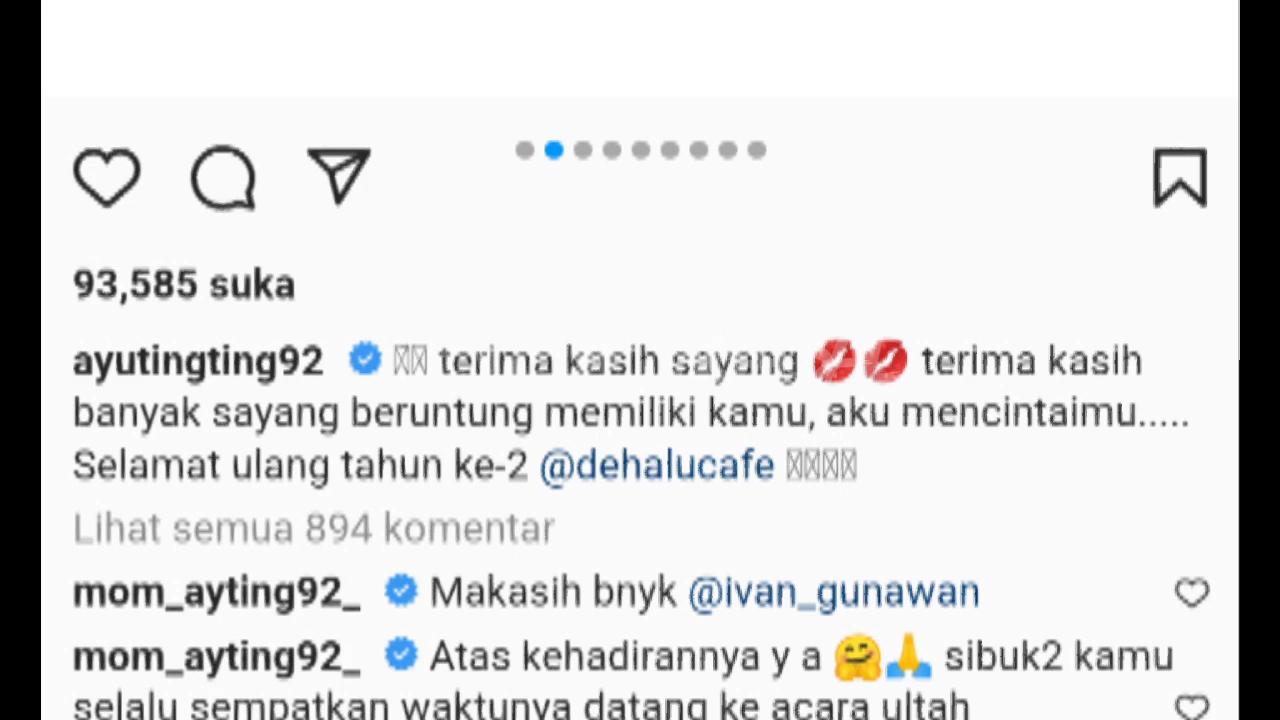 93,585 suka
ayutingting92 terima kasih sayang 💋💋 terima kasih
banyak sayang beruntung memiliki kamu, aku mencintaimu.....
Selamat ulang tahun ke-2 @dehalucafe
Lihat semua 894 komentar
mom_ayting92_ Makasih bnyk @ivan_gunawan
mom_ayting92_ Atas kehadirannya y a 🤗🙏 sibuk2 kamu
selalu sempatkan waktunya datang ke acara ultah